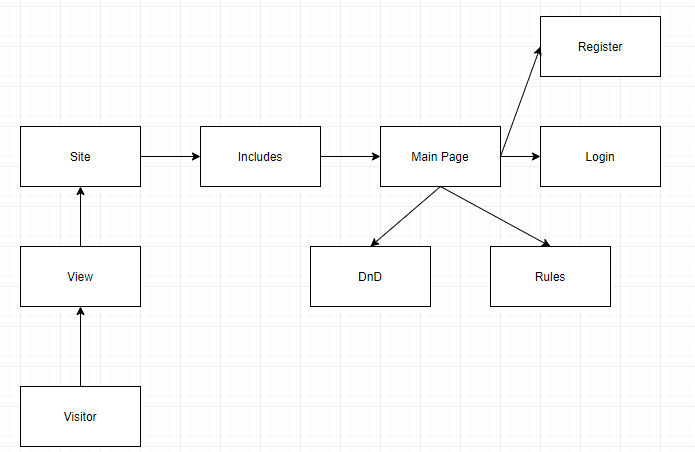 Register
Site
Includes
Main Page
Login
View
DnD
Rules
Visitor